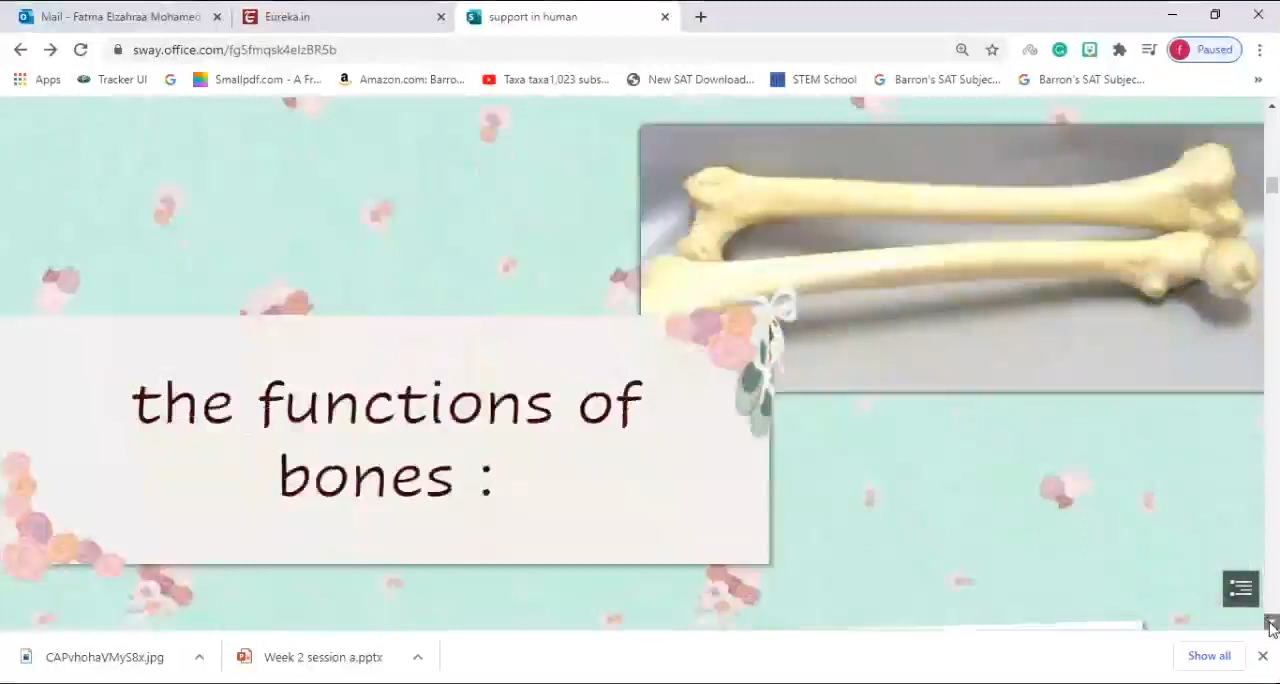 Mail - Fatma Elzahraa Mohamed
Eureka.in
support in human
sway.office.com/fg5fmqsk4elzBR5b
f
Paused
Apps
Tracker UI
Smallpdf.com - A Fr...
Amazon.com: Barro...
Taxa taxa1,023 subs...
New SAT Download...
STEM School
Barron's SAT Subjec...
Barron's SAT Subjec...
the functions of
bones :
CAPvhohaVMyS8x.jpg
Week 2 session a.pptx
Show all